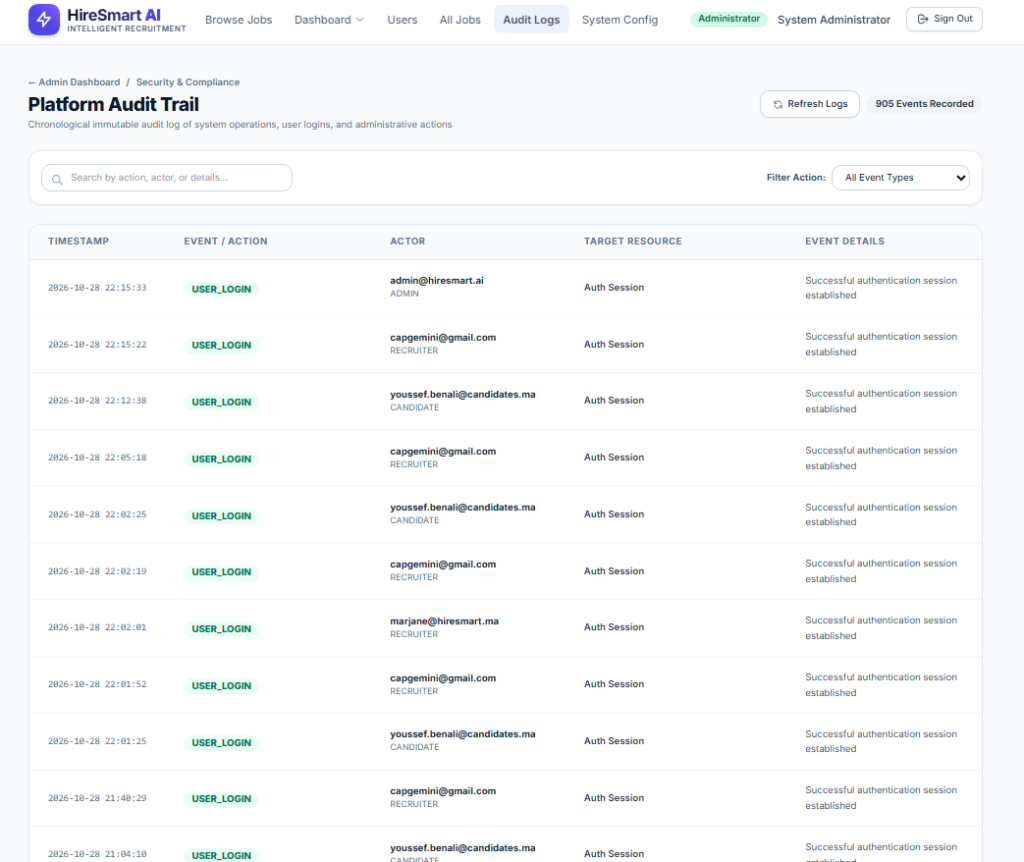 HireSmart AI
INTELLIGENT RECRUITMENT
Browse Jobs Dashboard Users All Jobs Audit Logs System Config Administrator System Administrator Sign Out
← Admin Dashboard / Security & Compliance
Platform Audit Trail
Refresh Logs 905 Events Recorded
Chronological immutable audit log of system operations, user logins, and administrative actions
Search by action, actor, or details...
Filter Action: All Event Types
TIMESTAMP EVENT / ACTION ACTOR TARGET RESOURCE EVENT DETAILS
2026-10-28 22:15:33 USER_LOGIN admin@hiresmart.ai Auth Session Successful authentication session
ADMIN established
2026-10-28 22:15:22 USER_LOGIN capgemini@gmail.com Auth Session Successful authentication session
RECRUITER established
2026-10-28 22:12:38 USER_LOGIN youssef.benali@candidates.ma Auth Session Successful authentication session
CANDIDATE established
2026-10-28 22:05:18 USER_LOGIN capgemini@gmail.com Auth Session Successful authentication session
RECRUITER established
2026-10-28 22:02:25 USER_LOGIN youssef.benali@candidates.ma Auth Session Successful authentication session
CANDIDATE established
2026-10-28 22:02:19 USER_LOGIN capgemini@gmail.com Auth Session Successful authentication session
RECRUITER established
2026-10-28 22:02:01 USER_LOGIN marjane@hiresmart.ma Auth Session Successful authentication session
RECRUITER established
2026-10-28 22:01:52 USER_LOGIN capgemini@gmail.com Auth Session Successful authentication session
RECRUITER established
2026-10-28 22:01:25 USER_LOGIN youssef.benali@candidates.ma Auth Session Successful authentication session
CANDIDATE established
2026-10-28 21:40:29 USER_LOGIN capgemini@gmail.com Auth Session Successful authentication session
RECRUITER established
2026-10-28 21:04:10 USER_LOGIN youssef.benali@candidates.ma Auth Session Successful authentication session
CANDIDATE established